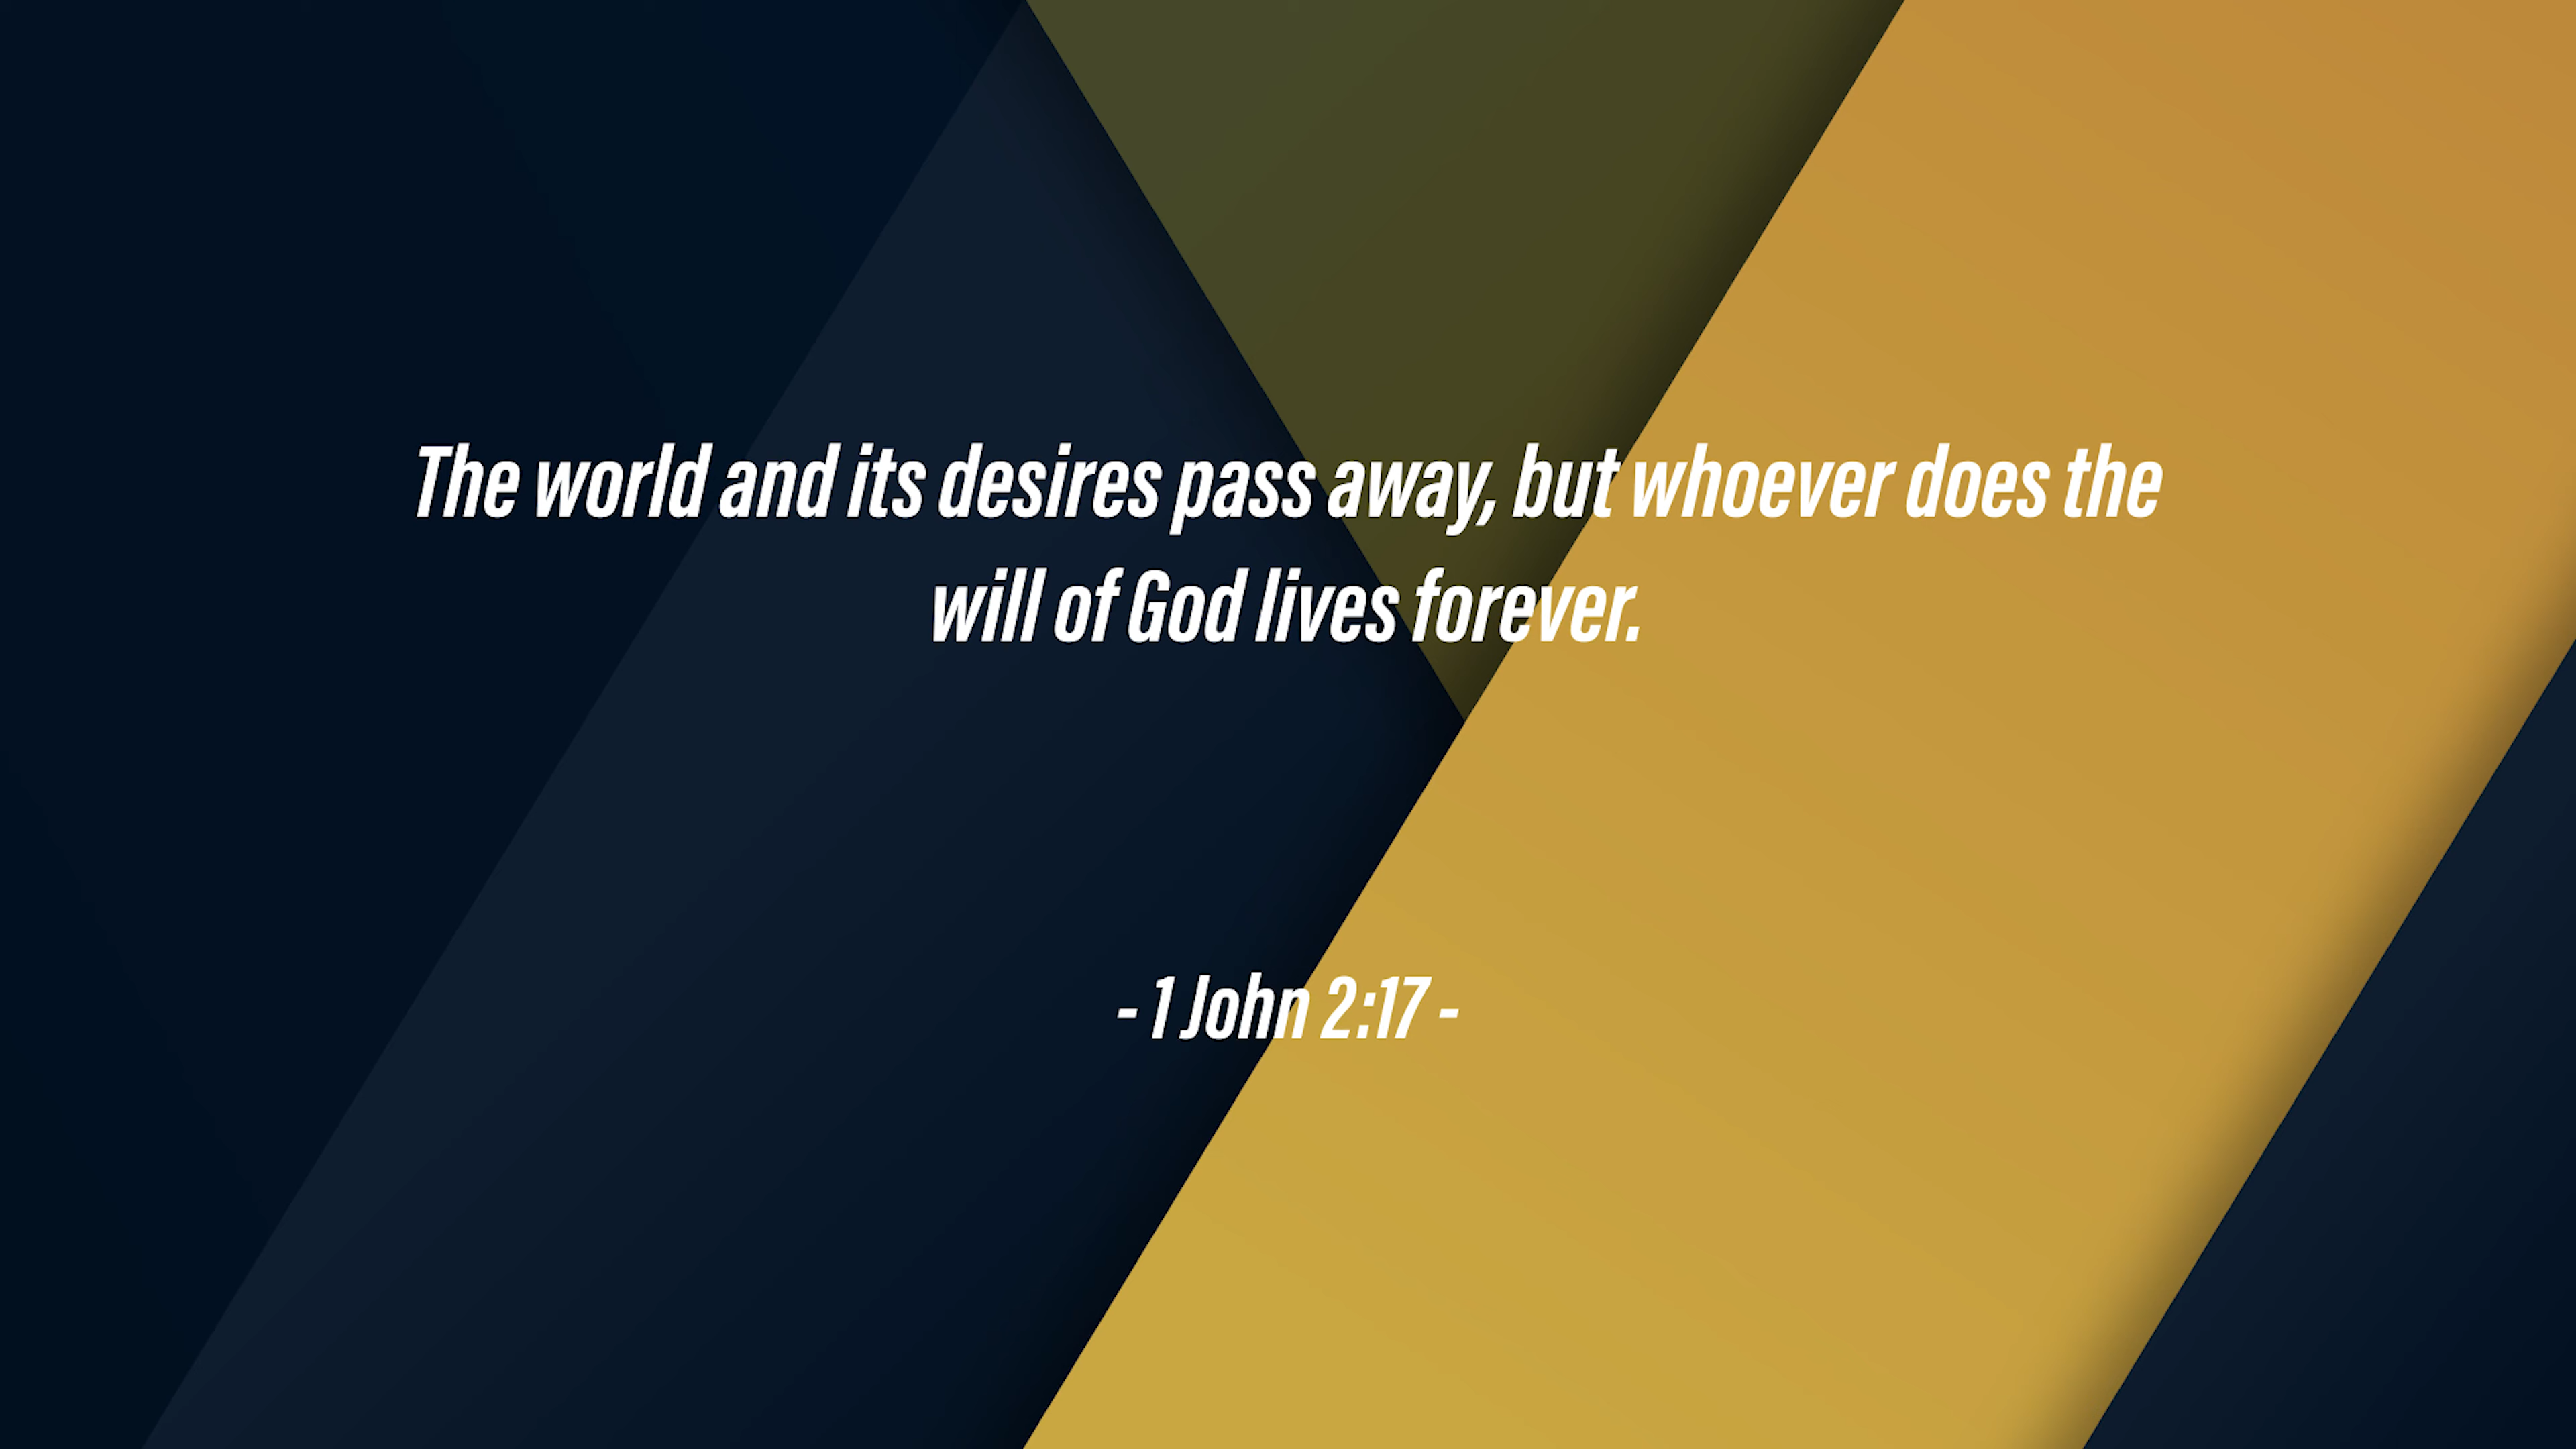 The world and its desires pass away, but whoever does the
will of God lives forever.
- 1 John 2:17 -